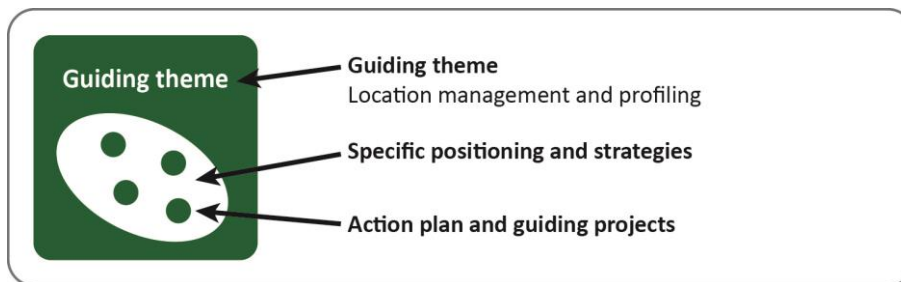 Guiding theme
Guiding theme
Location management and profiling
Specific positioning and strategies
Action plan and guiding projects